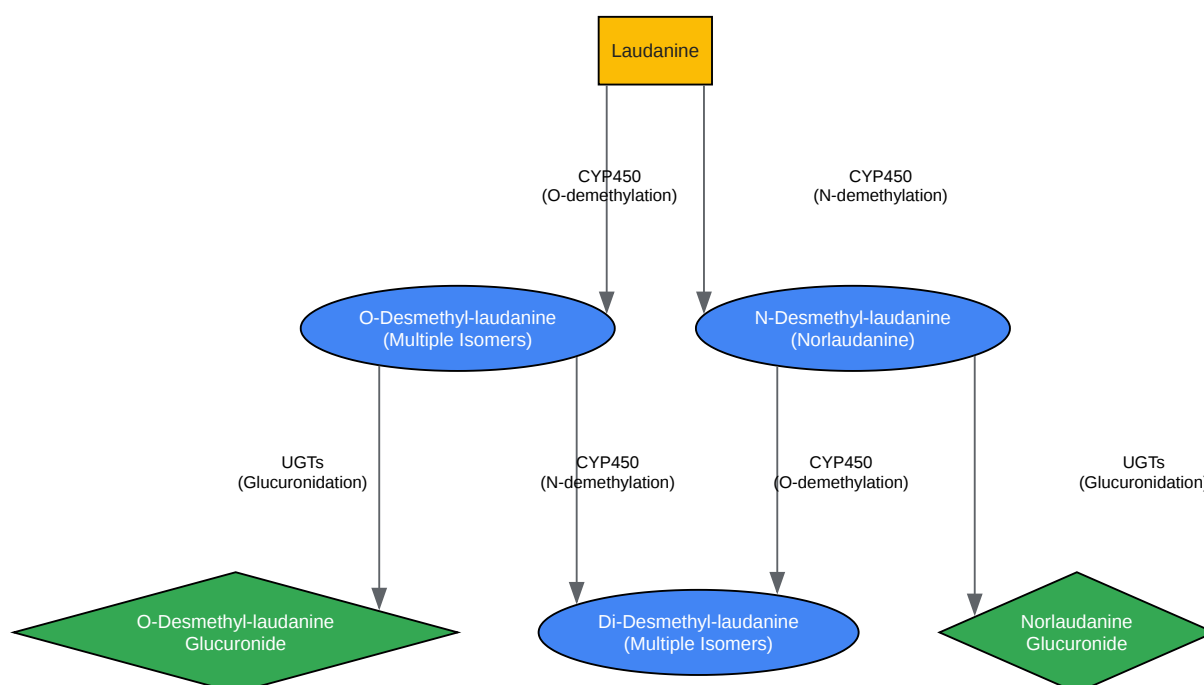 Laudanine
CYP450
(O-demethylation)
CYP450
(N-demethylation)
O-Desmethyl-laudanine
(Multiple Isomers)
N-Desmethyl-laudanine
(Norlaudanine)
UGTs
(Glucuronidation)
CYP450
(N-demethylation)
CYP450
(O-demethylation)
UGTs
(Glucuronidation)
O-Desmethyl-laudanine
Glucuronide
Di-Desmethyl-laudanine
(Multiple Isomers)
Norlaudanine
Glucuronide